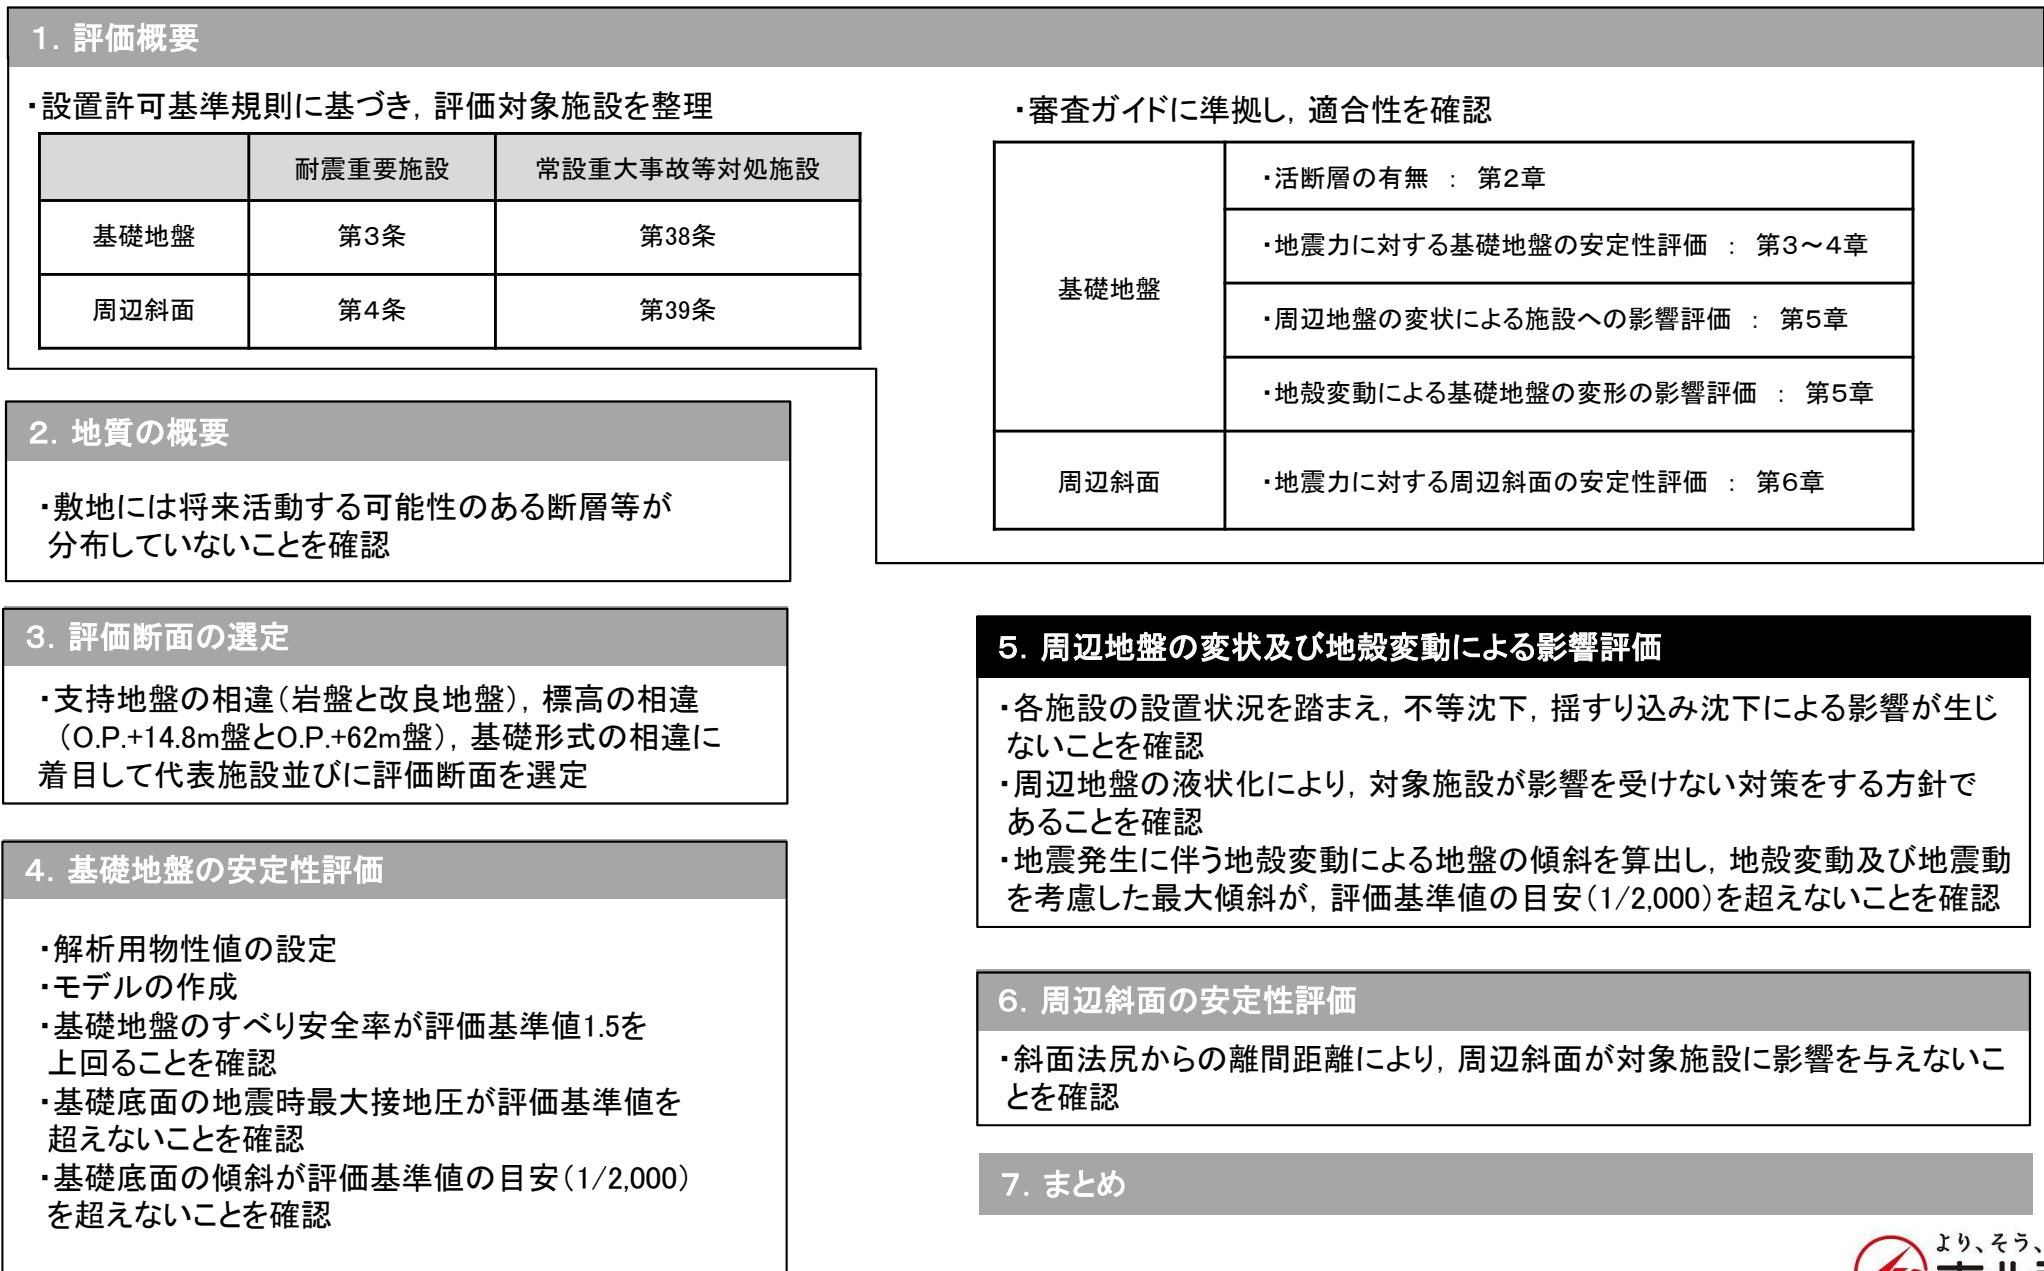 1．評価概要
・設置許可基準規則に基づき，評価対象施設を整理
耐震重要施設 常設重大事故等対処施設
基礎地盤 第3条 第38条
周辺斜面 第4条 第39条
・審査ガイドに準拠し，適合性を確認
基礎地盤
・活断層の有無 ： 第2章
・地震力に対する基礎地盤の安定性評価 ： 第3～4章
・周辺地盤の変状による施設への影響評価 ： 第5章
・地殻変動による基礎地盤の変形の影響評価 ： 第5章
周辺斜面 ・地震力に対する周辺斜面の安定性評価 ： 第6章
2．地質の概要
・敷地には将来活動する可能性のある断層等が
分布していないことを確認
3．評価断面の選定
・支持地盤の相違（岩盤と改良地盤），標高の相違
（O.P.+14.8m盤とO.P.+62m盤），基礎形式の相違に
着目して代表施設並びに評価断面を選定
4．基礎地盤の安定性評価
・解析用物性値の設定
・モデルの作成
・基礎地盤のすべり安全率が評価基準値1.5を
上回ることを確認
・基礎底面の地震時最大接地圧が評価基準値を
超えないことを確認
・基礎底面の傾斜が評価基準値の目安（1/2,000）
を超えないことを確認
5．周辺地盤の変状及び地殻変動による影響評価
・各施設の設置状況を踏まえ，不等沈下，揺すり込み沈下による影響が生じ
ないことを確認
・周辺地盤の液状化により，対象施設が影響を受けない対策をする方針で
あることを確認
・地震発生に伴う地殻変動による地盤の傾斜を算出し，地殻変動及び地震動
を考慮した最大傾斜が，評価基準値の目安（1/2,000）を超えないことを確認
6．周辺斜面の安定性評価
・斜面法尻からの離間距離により，周辺斜面が対象施設に影響を与えないこ
とを確認
7．まとめ
より、そう、